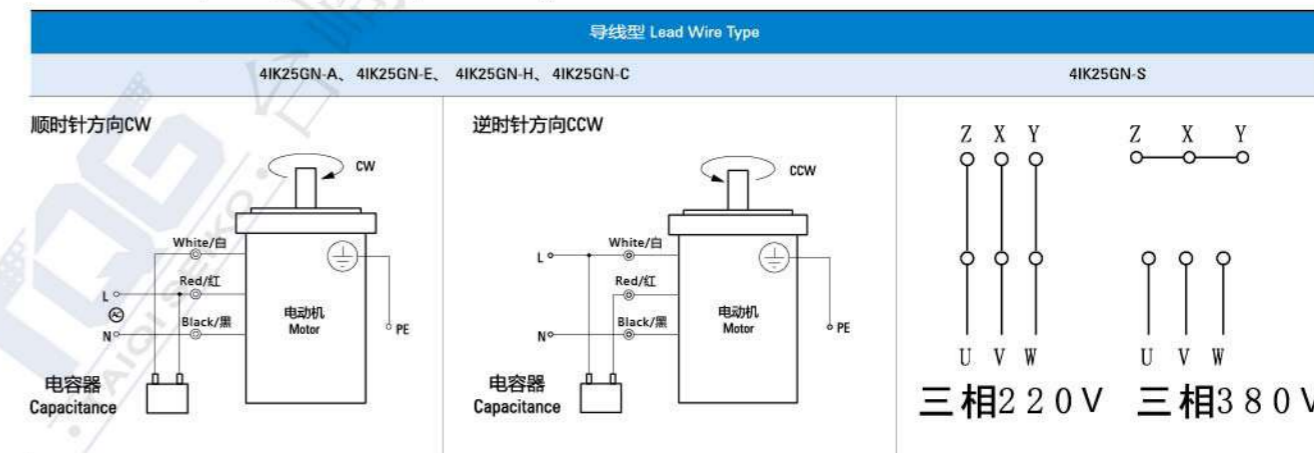 导线型 Lead Wire Type
4IK25GN-A、 4IK25GN-E、 4IK25GN-H、 4IK25GN-C
4IK25GN-S
顺时针方向CW
CW
White/白
Red/红
L
Black/黑
N
电动机
Motor
PE
电容器
Capacitance
逆时针方向CCW
CCW
White/白
L
Red/红
Black/黑
N
电动机
Motor
PE
电容器
Capacitance
Z X Y
U V W
三相220V
Z X Y
U V W
三相380V
TAIQI SEIKO